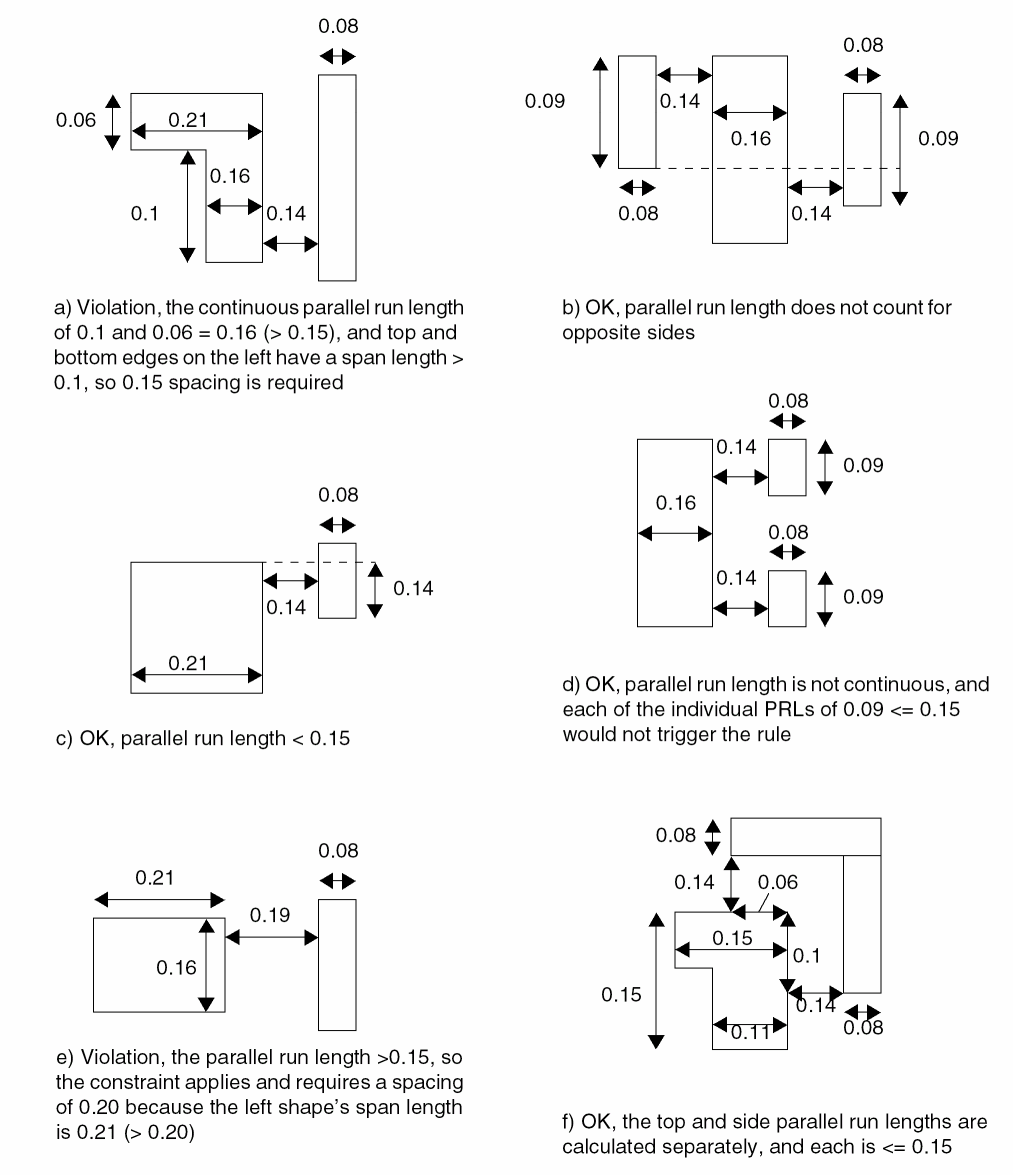 0.08
0.06
0.21
0.16
0.1
0.14
a) Violation, the continuous parallel run length
of 0.1 and 0.06 = 0.16 (> 0.15), and top and
bottom edges on the left have a span length >
0.1, so 0.15 spacing is required
0.08
0.09
0.14
0.16
0.09
0.08
0.14
b) OK, parallel run length does not count for
opposite sides
0.08
0.14
0.14
0.21
c) OK, parallel run length < 0.15
0.08
0.14
0.09
0.16
0.08
0.14
0.09
d) OK, parallel run length is not continuous, and
each of the individual PRLs of 0.09 <= 0.15
would not trigger the rule
0.08
0.21
0.19
0.16
e) Violation, the parallel run length >0.15, so
the constraint applies and requires a spacing
of 0.20 because the left shape's span length
is 0.21 (> 0.20)
0.08
0.14
0.06
0.15
0.1
0.15
0.14
0.11
0.08
f) OK, the top and side parallel run lengths are
calculated separately, and each is <= 0.15